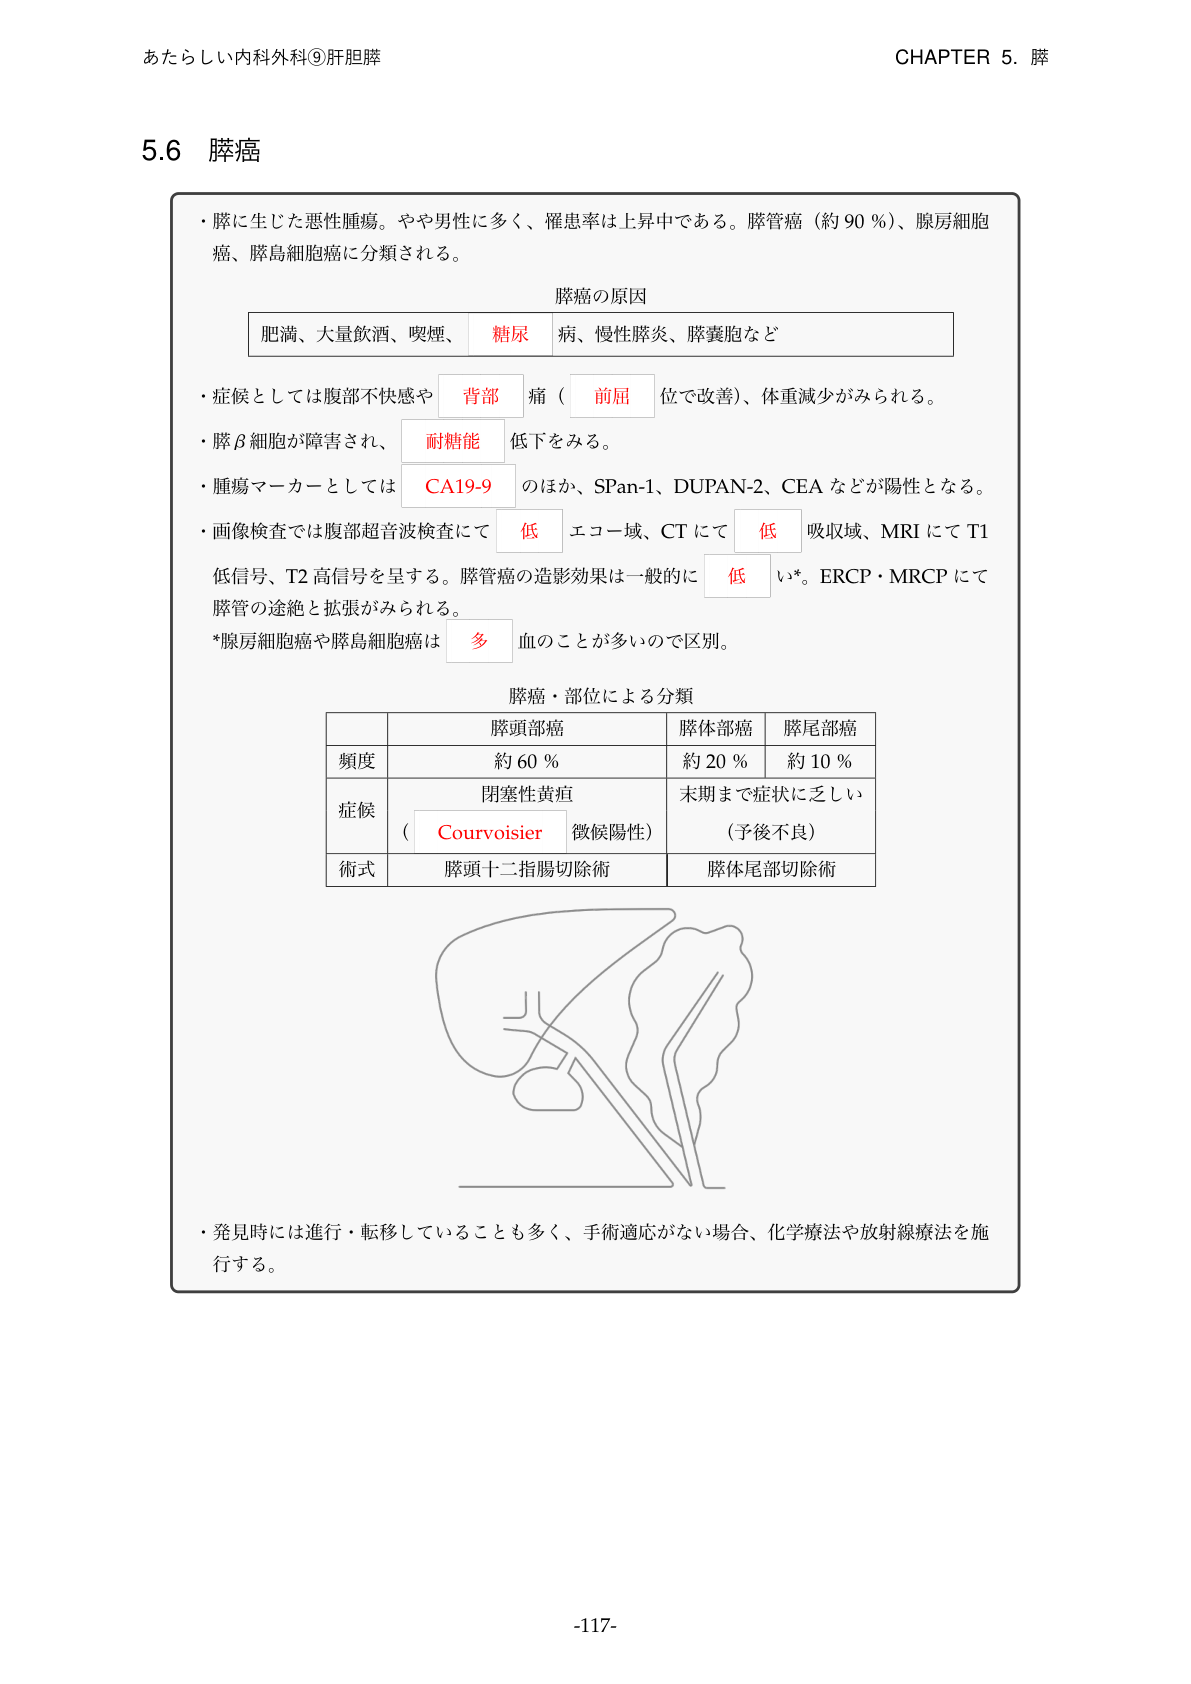 あたらしい内科外科⑨肝胆膵
CHAPTER 5. 膵
5.6 膵癌
・膵に生じた悪性腫瘍。やや男性に多く、罹患率は上昇中である。膵管癌（約 90 %）、腺房細胞
癌、膵島細胞癌に分類される。
膵癌の原因
肥満、大量飲酒、喫煙、 糖尿 病、慢性膵炎、膵嚢胞など
・症候としては腹部不快感や 背部 痛（ 前屈 位で改善）、体重減少がみられる。
・膵 β 細胞が障害され、 耐糖能 低下をみる。
・腫瘍マーカーとしては CA19-9 のほか、SPan-1、DUPAN-2、CEA などが陽性となる。
・画像検査では腹部超音波検査にて 低 エコー域、CT にて 低 吸収域、MRI にて T1
低信号、T2 高信号を呈する。膵管癌の造影効果は一般的に 低 い*。ERCP・MRCP にて
膵管の途絶と拡張がみられる。
*腺房細胞癌や膵島細胞癌は 多 血のことが多いので区別。
膵癌・部位による分類
膵頭部癌 膵体部癌 膵尾部癌
頻度 約 60 % 約 20 % 約 10 %
症候 閉塞性黄疸 末期まで症状に乏しい
（ Courvoisier 徴候陽性） （予後不良）
術式 膵頭十二指腸切除術 膵体尾部切除術
・発見時には進行・転移していることも多く、手術適応がない場合、化学療法や放射線療法を施
行する。
-117-